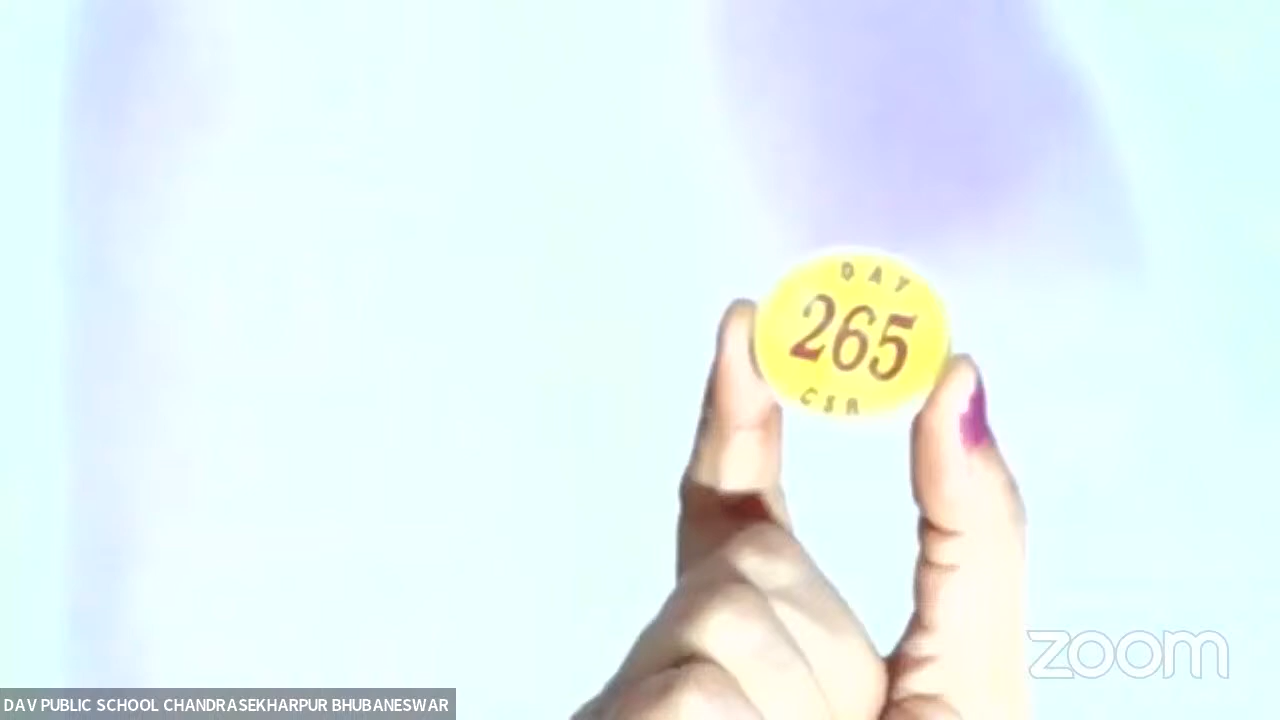 DAV
265
CSR
zoom
DAV PUBLIC SCHOOL CHANDRASEKHARPUR BHUBANESWAR